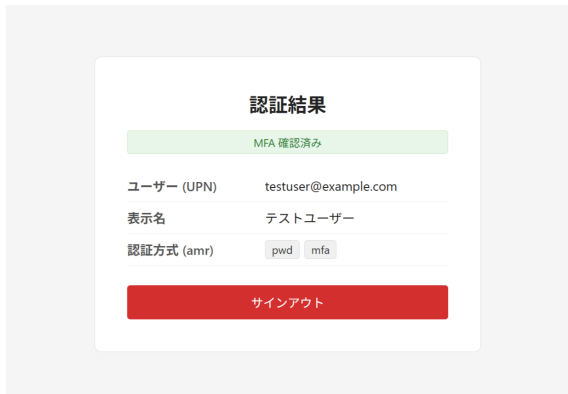 認証結果
MFA 確認済み
ユーザー (UPN) testuser@example.com
表示名 テストユーザー
認証方式 (amr) pwd mfa
サインアウト